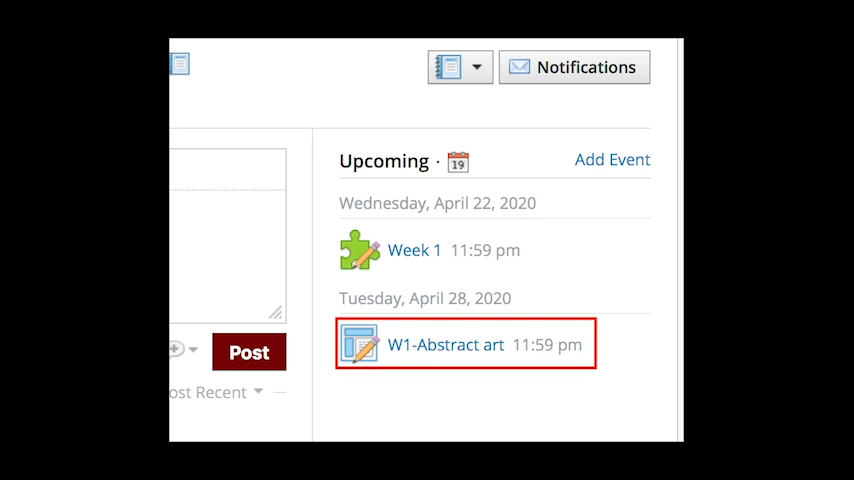 Notifications
Upcoming · 19
Add Event
Wednesday, April 22, 2020
Week 1 11:59 pm
Tuesday, April 28, 2020
W1-Abstract art 11:59 pm
Post
ost Recent